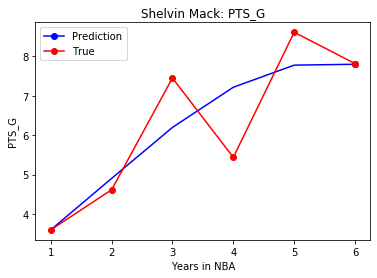 Shelvin Mack: PTS_G
Prediction
True
PTS_G
8
7
6
5
4
1 2 3 4 5 6
Years in NBA